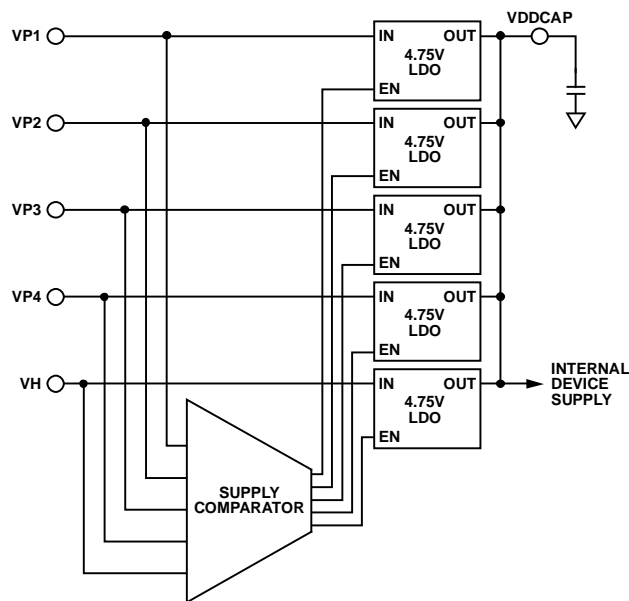 VDDCAP
VP1
IN
OUT
4.75V
LDO
EN
VP2
IN
OUT
4.75V
LDO
EN
VP3
IN
OUT
4.75V
LDO
EN
VP4
IN
OUT
4.75V
LDO
EN
VH
IN
OUT
4.75V
LDO
EN
INTERNAL
DEVICE
SUPPLY
SUPPLY
COMPARATOR